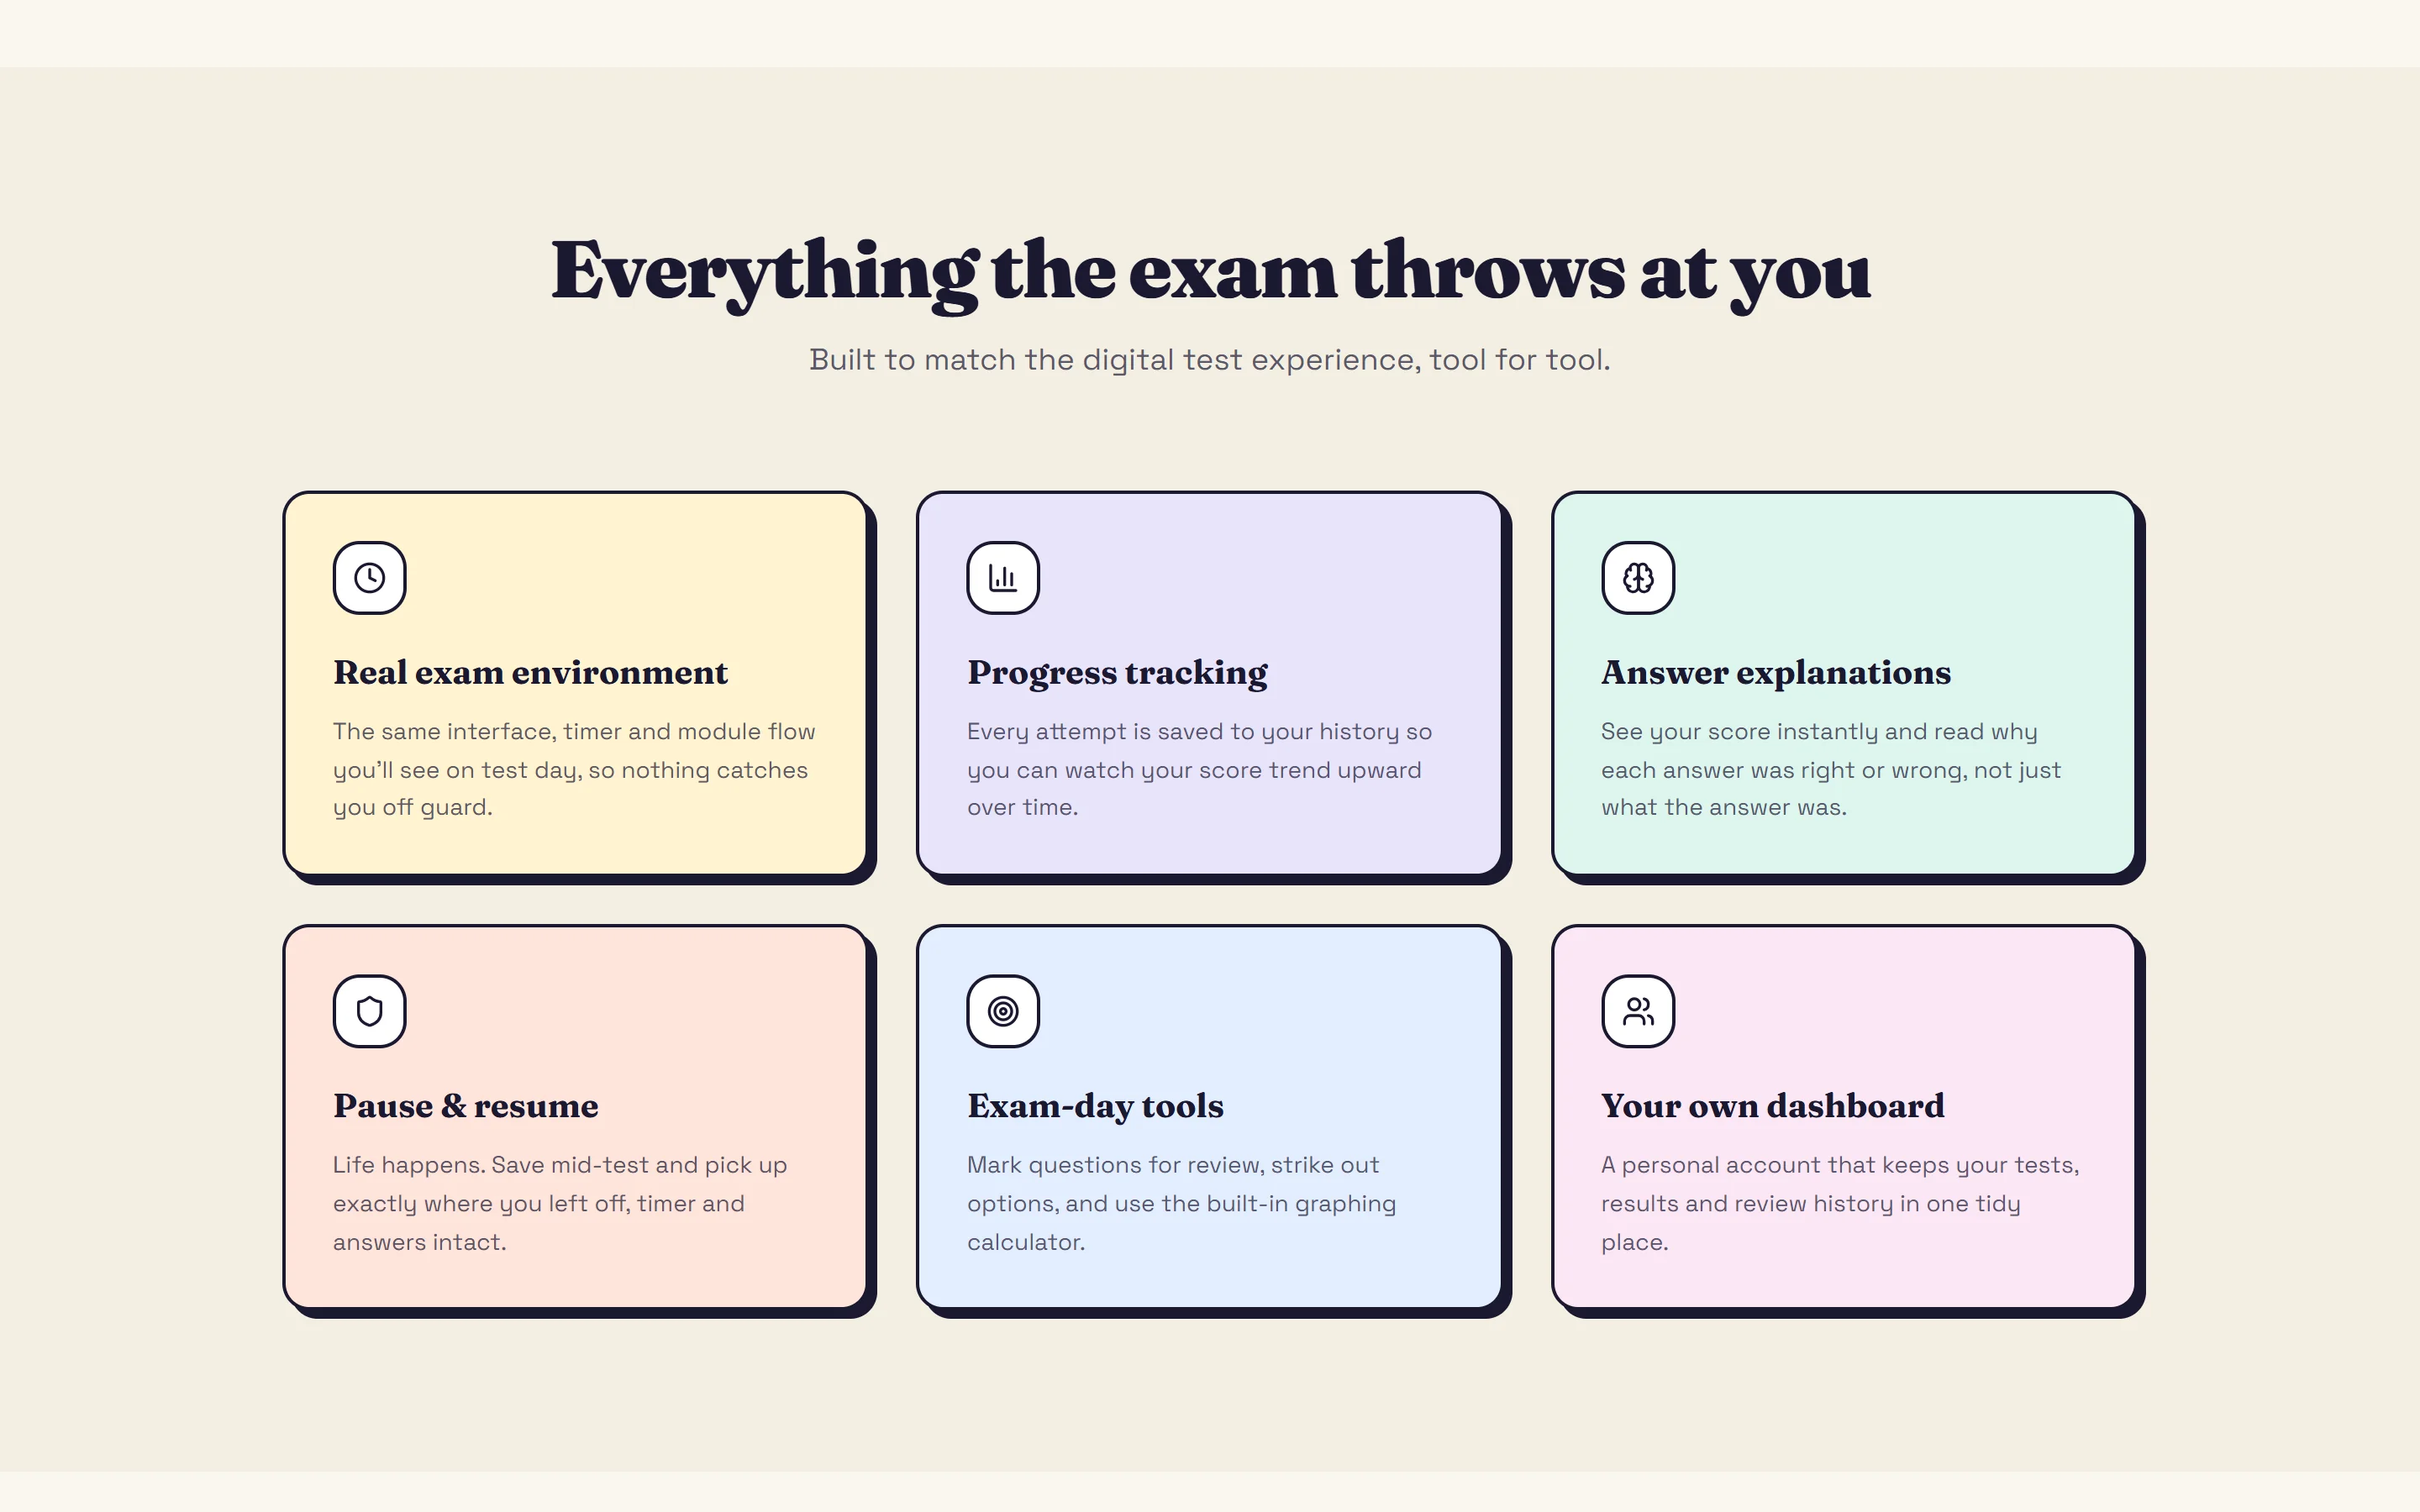 Everything the exam throws at you
Built to match the digital test experience, tool for tool.
Real exam environment
The same interface, timer and module flow
you’ll see on test day, so nothing catches
you off guard.
Progress tracking
Every attempt is saved to your history so
you can watch your score trend upward
over time.
Answer explanations
See your score instantly and read why
each answer was right or wrong, not just
what the answer was.
Pause & resume
Life happens. Save mid-test and pick up
exactly where you left off, timer and
answers intact.
Exam-day tools
Mark questions for review, strike out
options, and use the built-in graphing
calculator.
Your own dashboard
A personal account that keeps your tests,
results and review history in one tidy
place.